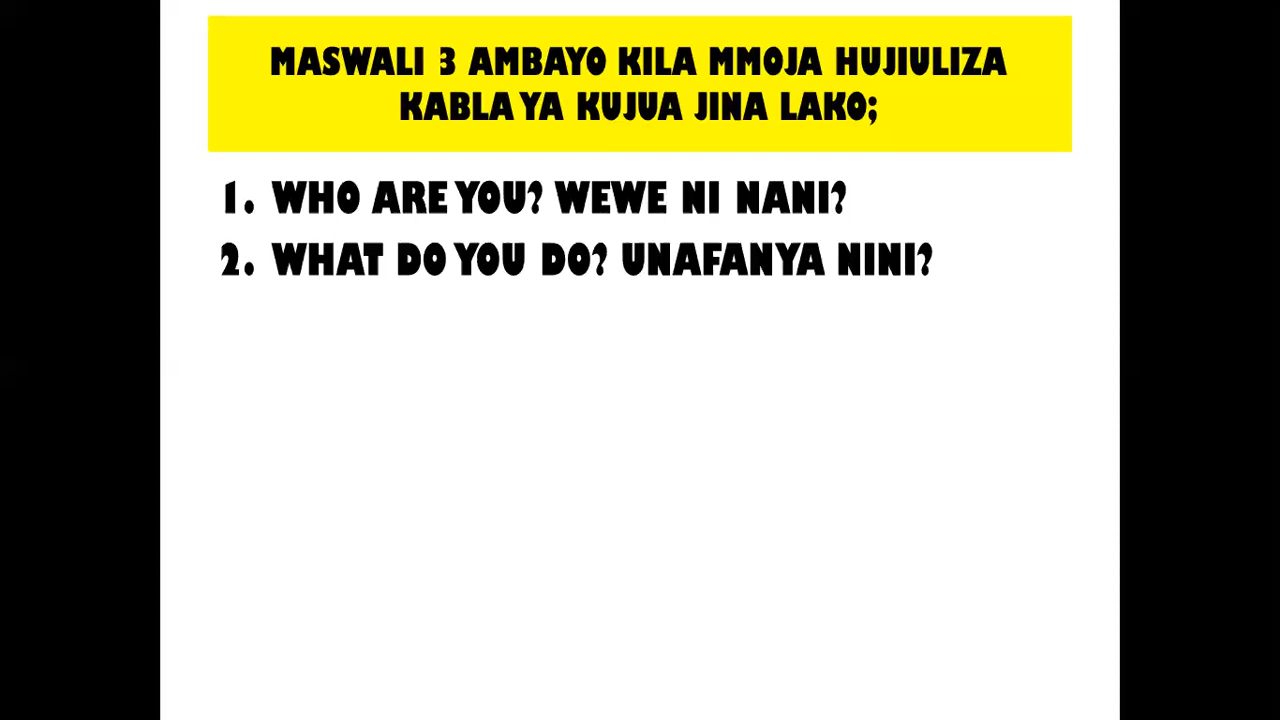 MASWALI 3 AMBAYO KILA MMOJA HUJIULIZA
KABLA YA KUJUA JINA LAKO;
1. WHO ARE YOU? WEWE NI NANI?
2. WHAT DO YOU DO? UNAFANYA NINI?